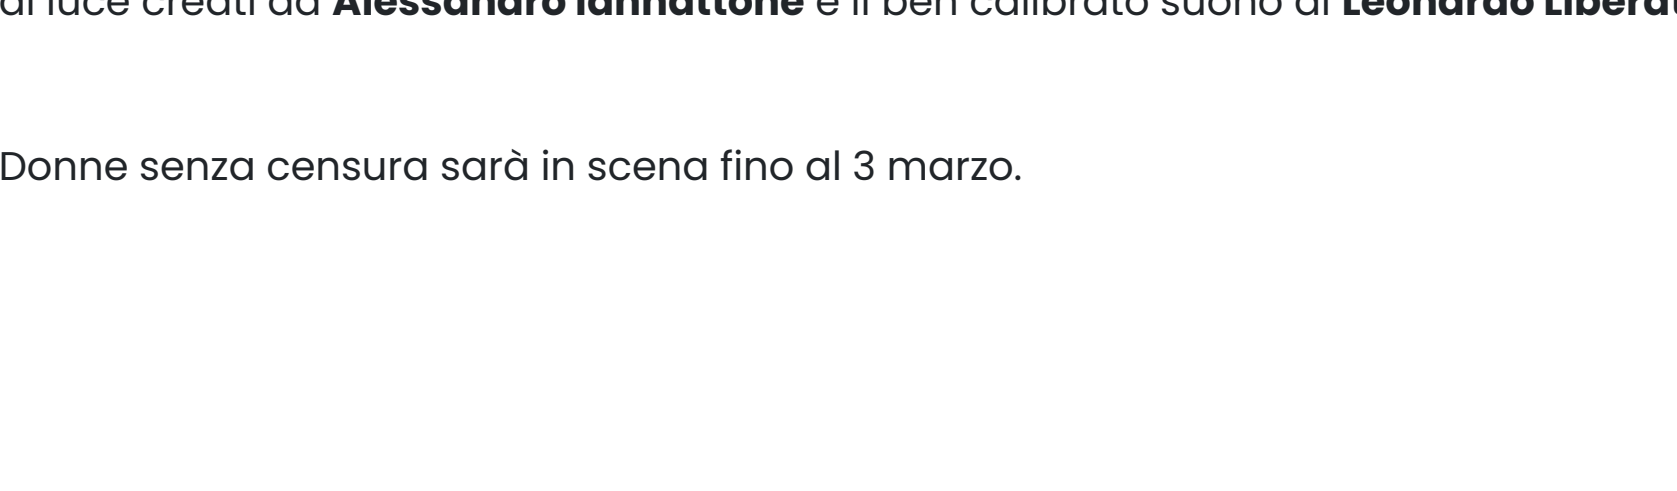 di luce creati da Alessandro Iannattone e il ben calibrato suono di Leonardo
Donne senza censura sarà in scena fino al 3 marzo.